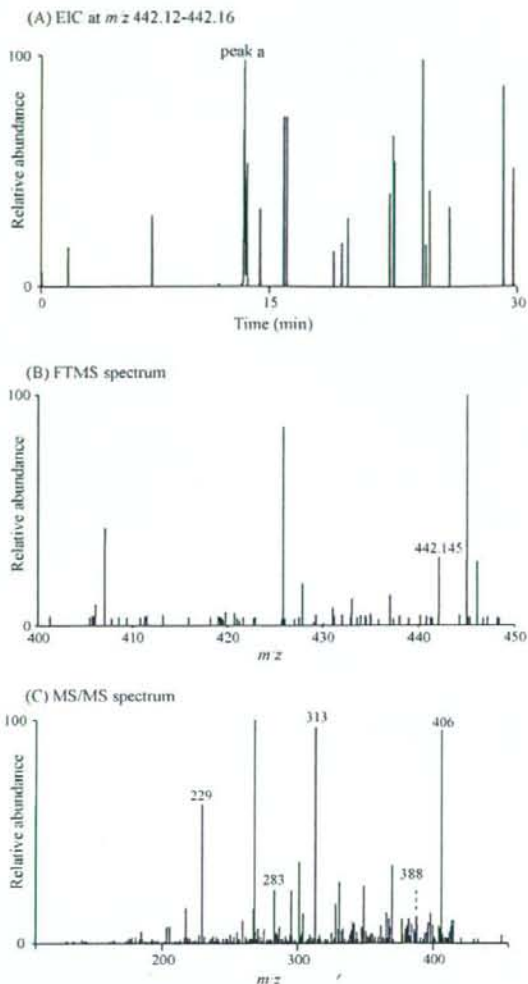 (A) EIC at m/z 442.12-442.16
peak a
100
Relative abundance
0
0
15
30
Time (min)
(B) FTMS spectrum
100
Relative abundance
442.145
0
400
410
420
430
440
450
m/z
(C) MS/MS spectrum
100
313
406
229
Relative abundance
283
388
0
200
300
400
m/z